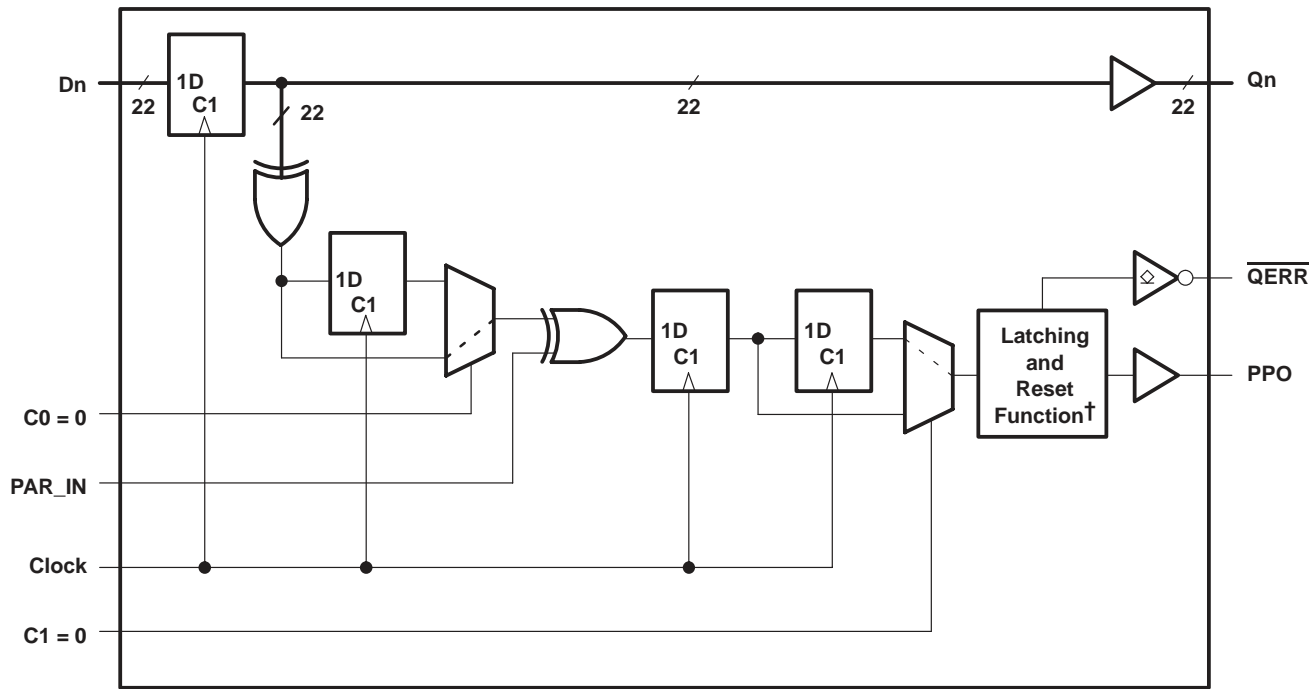 Dn
22
1D
C1
22
22
22
Qn
1D
C1
1D
C1
1D
C1
QERR
Latching
and
Reset
Function†
PPO
C0 = 0
PAR_IN
Clock
C1 = 0